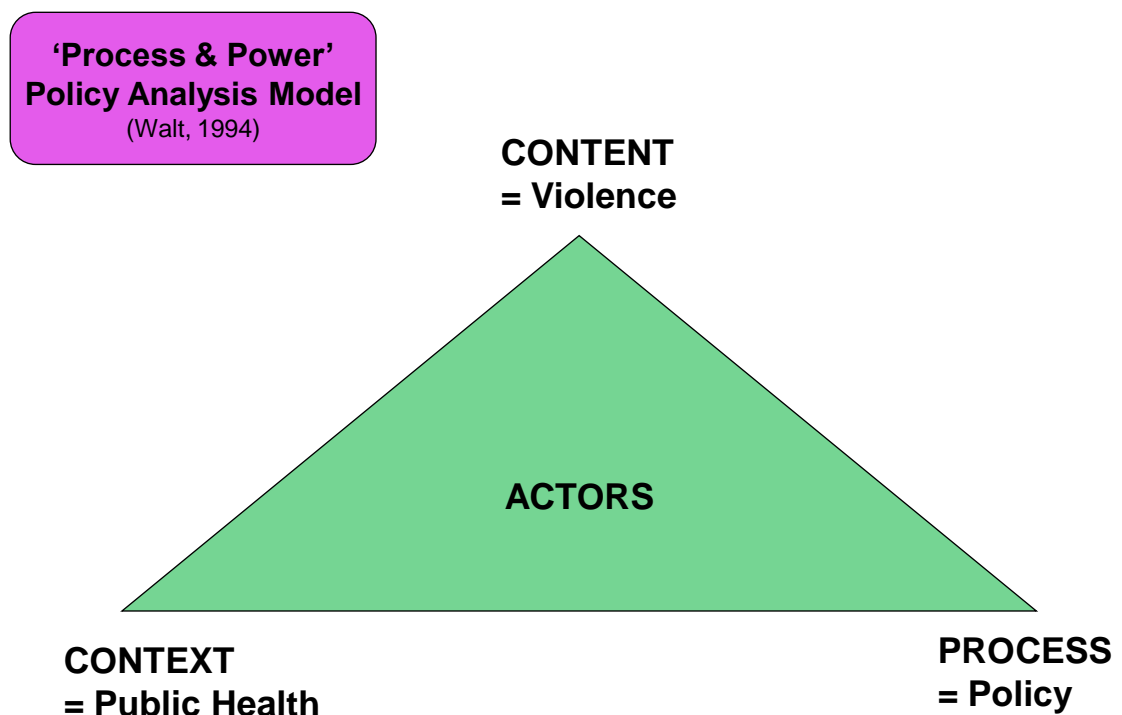 ‘Process & Power’
Policy Analysis Model
(Walt, 1994)
CONTENT
= Violence
ACTORS
CONTEXT
= Public Health
PROCESS
= Policy